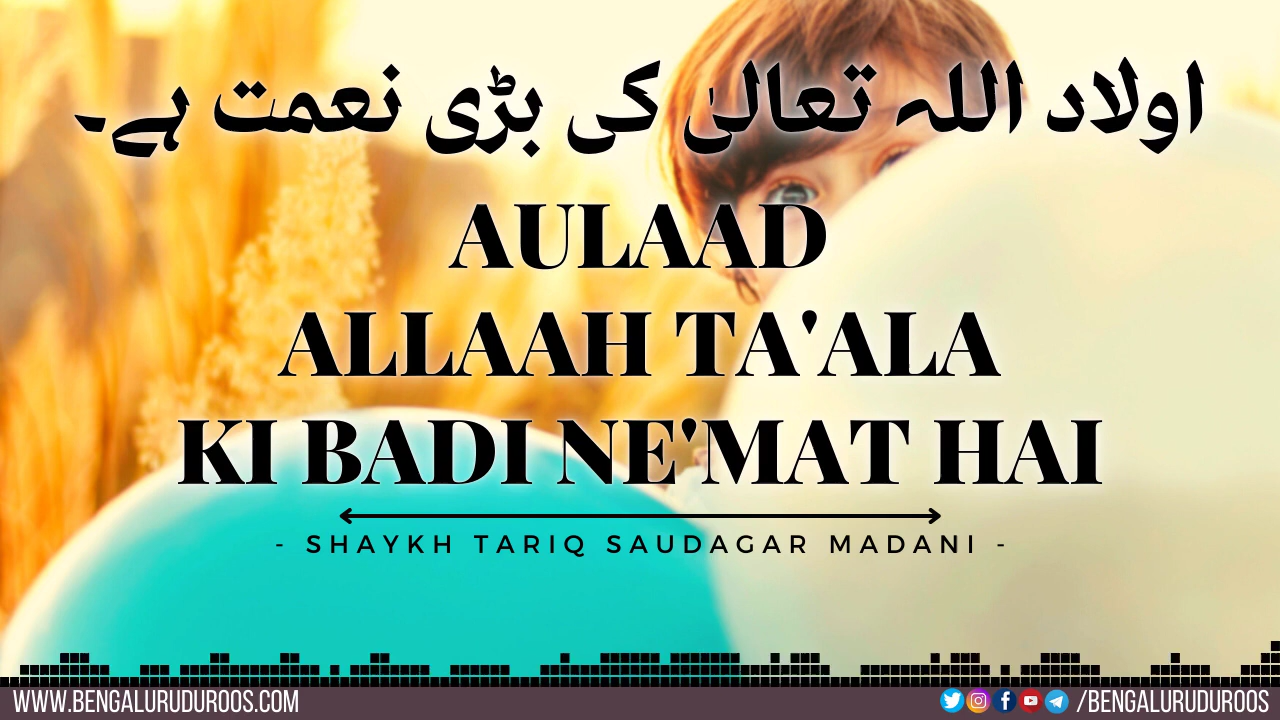 اولاد اللہ تعالیٰ کی بڑی نعمت ہے۔
AULAAD
ALLAAH TA'ALA
KI BADI NE'MAT HAI
- SHAYKH TARIQ SAUDAGAR MADANI -
WWW.BENGALURUDUROOS.COM
/BENGALURUDUROOS